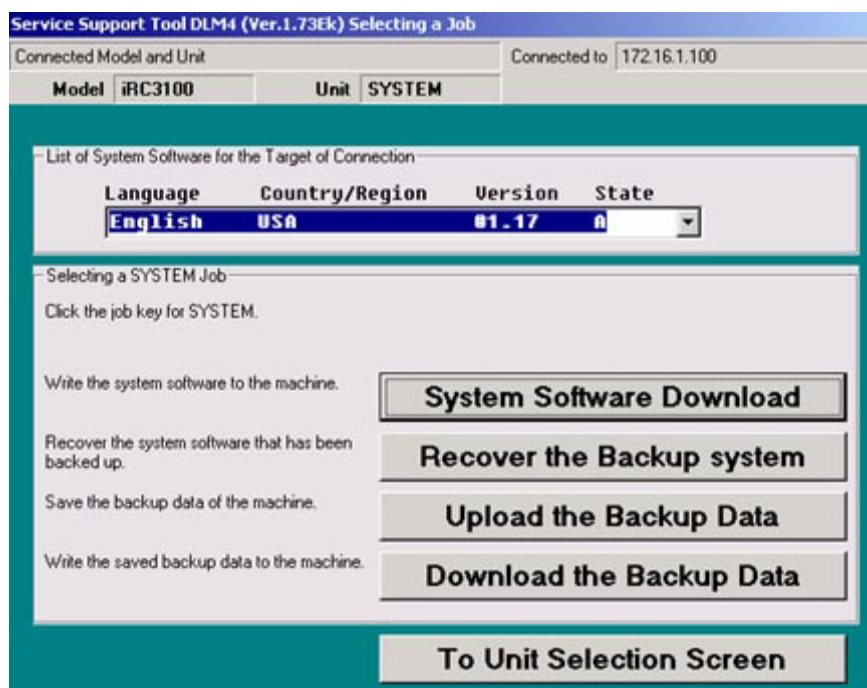 Service Support Tool DLM4 (Ver.1.73Ek) Selecting a Job
Connected Model and Unit Connected to 172.16.1.100
Model iRC3100 Unit SYSTEM
List of System Software for the Target of Connection
Language Country/Region Version State
English USA 01.17 A
Selecting a SYSTEM Job
Click the job key for SYSTEM.
Write the system software to the machine. System Software Download
Recover the system software that has been
backed up. Recover the Backup system
Save the backup data of the machine. Upload the Backup Data
Write the saved backup data to the machine. Download the Backup Data
To Unit Selection Screen